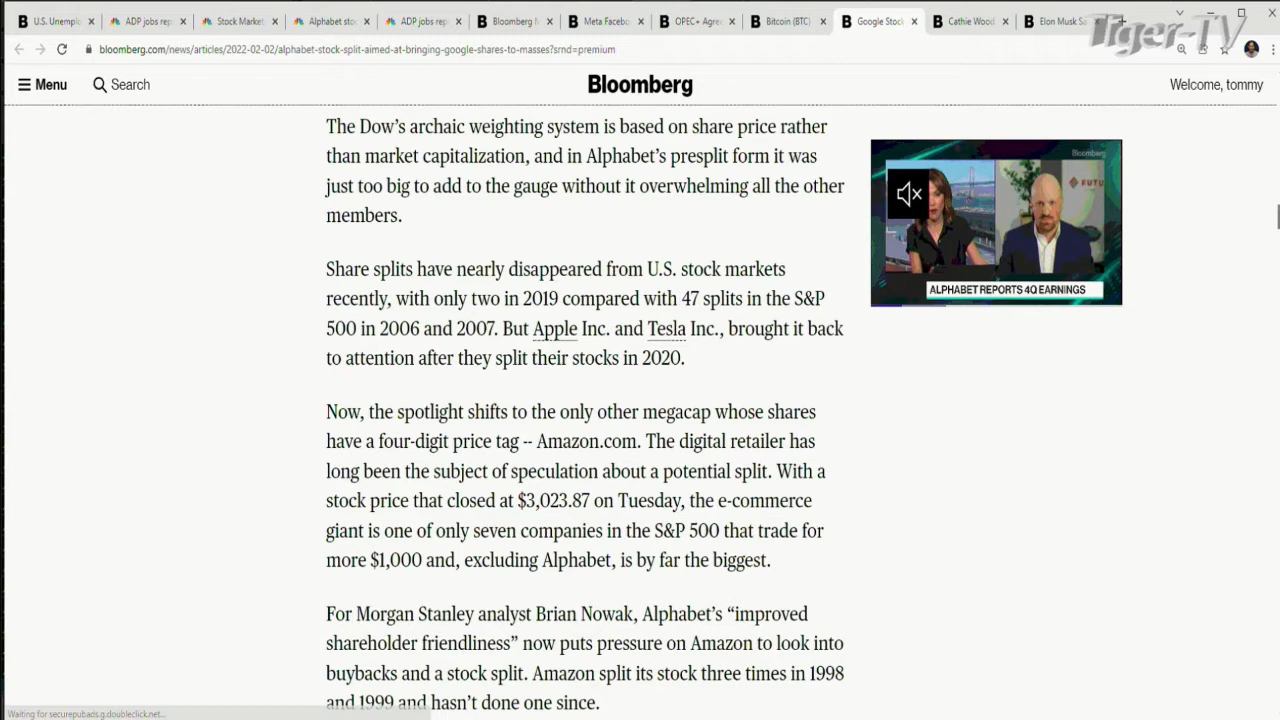 U.S. Unemplo
ADP jobs rep
Stock Market
Alphabet stoc
ADP jobs rep
Bloomberg M
Meta Facebo
OPEC+ Agre
Bitcoin (BTC)
Google Stock
Cathie Wood
Elon Musk Sa
Tiger-TV
bloomberg.com/news/articles/2022-02-02/alphabet-stock-split-aimed-at-bringing-google-shares-to-masses?srnd=premium
Menu
Search
Bloomberg
Welcome, tommy
The Dow's archaic weighting system is based on share price rather
than market capitalization, and in Alphabet's presplit form it was
just too big to add to the gauge without it overwhelming all the other
members.
Bloomberg
FUTU
ALPHABET REPORTS 4Q EARNINGS
Share splits have nearly disappeared from U.S. stock markets
recently, with only two in 2019 compared with 47 splits in the S&P
500 in 2006 and 2007. But Apple Inc. and Tesla Inc., brought it back
to attention after they split their stocks in 2020.
Now, the spotlight shifts to the only other megacap whose shares
have a four-digit price tag -- Amazon.com. The digital retailer has
long been the subject of speculation about a potential split. With a
stock price that closed at $3,023.87 on Tuesday, the e-commerce
giant is one of only seven companies in the S&P 500 that trade for
more $1,000 and, excluding Alphabet, is by far the biggest.
For Morgan Stanley analyst Brian Nowak, Alphabet's “improved
shareholder friendliness” now puts pressure on Amazon to look into
buybacks and a stock split. Amazon split its stock three times in 1998
and 1999 and hasn't done one since.
Waiting for securepubads.g.doubleclick.net...